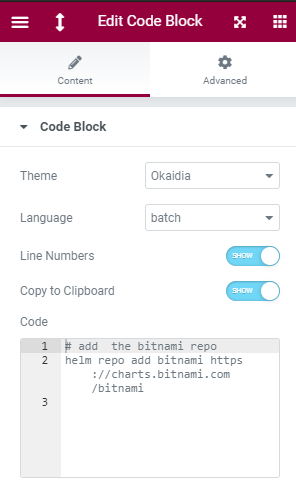 Edit Code Block
Content
Advanced
Code Block
Theme
Okaidia
Language
batch
Line Numbers
SHOW
Copy to Clipboard
SHOW
Code
1 # add  the bitnami repo
2 helm repo add bitnami https
://charts.bitnami.com
/bitnami
3